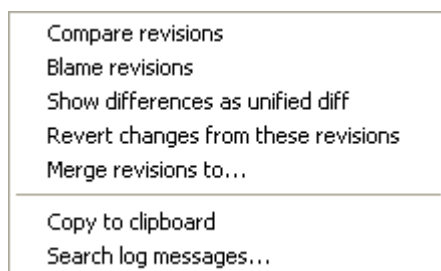 Compare revisions
Blame revisions
Show differences as unified diff
Revert changes from these revisions
Merge revisions to...
Copy to clipboard
Search log messages...